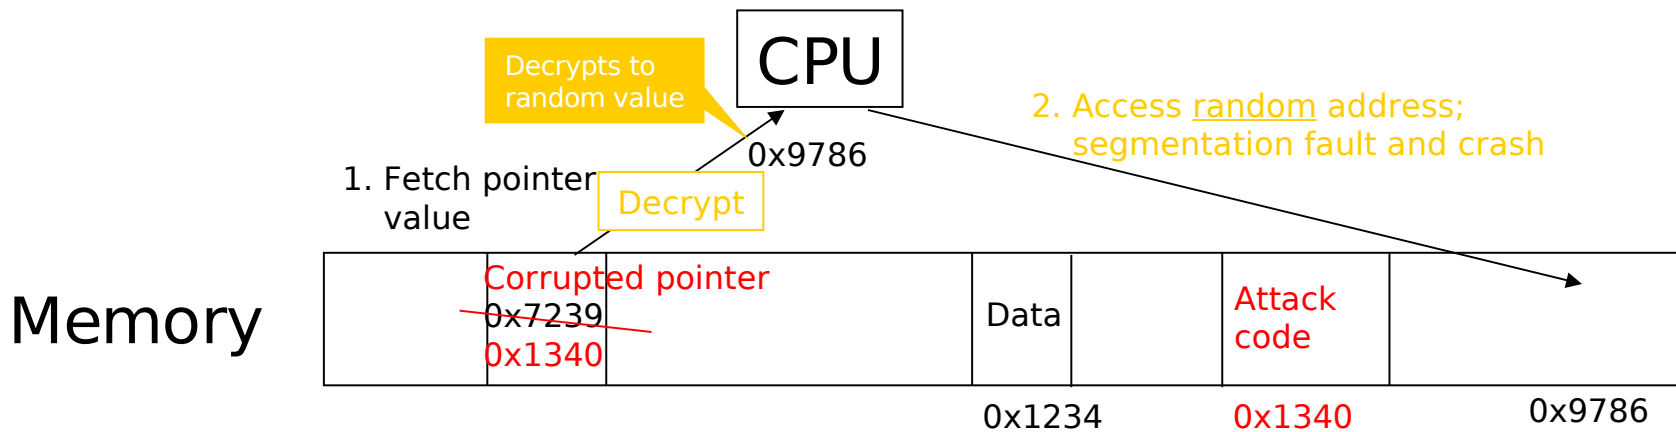 CPU
Decrypts to
random value
2. Access random address;
segmentation fault and crash
0x9786
1. Fetch pointer
value
Decrypt
Memory
Corrupted pointer
0x7239
0x1340
Data
Attack
code
0x1234
0x1340
0x9786